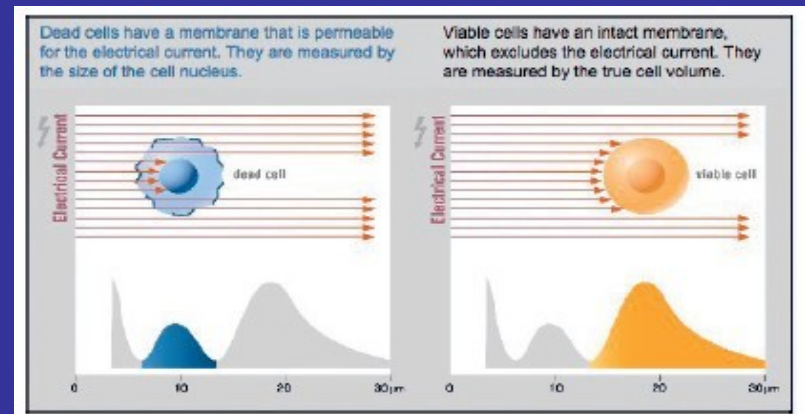 Dead cells have a membrane that is permeable
for the electrical current. They are measured by
the size of the cell nucleus.
Viable cells have an intact membrane,
which excludes the electrical current. They
are measured by the true cell volume.
Electrical Current
dead cell
0
10
20
30µm
Electrical Current
viable cell
0
10
20
30µm